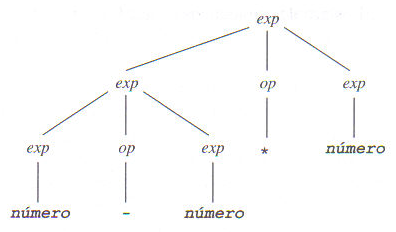 exp
exp op exp
exp op exp * número
número - número